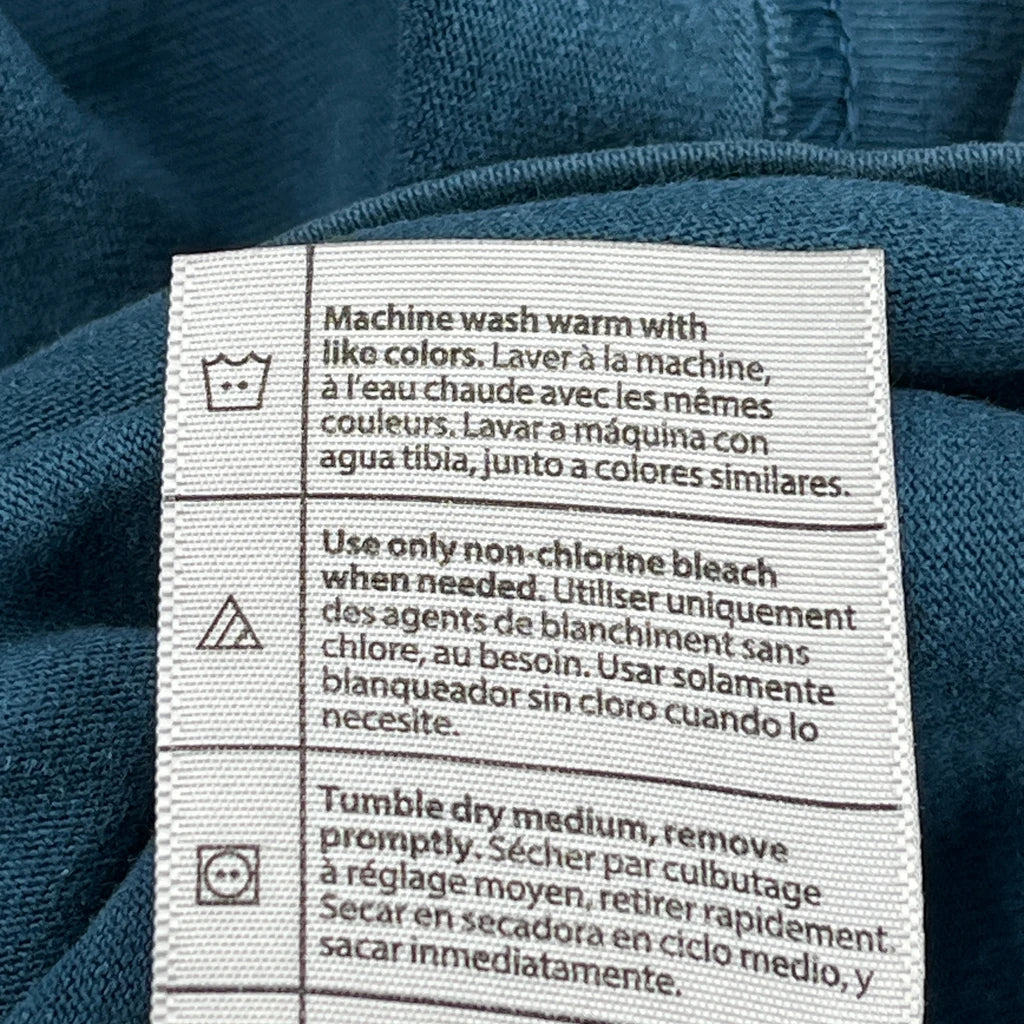 Machine wash warm with
like colors. Laver à la machine,
à l'eau chaude avec les mêmes
couleurs. Lavar a máquina con
agua tibia, junto a colores similares.
Use only non-chlorine bleach
when needed. Utiliser uniquement
des agents de blanchiment sans
chlore, au besoin. Usar solamente
blanqueador sin cloro cuando lo
necesite.
Tumble dry medium, remove
promptly. Sécher par culbutage
à réglage moyen, retirer rapidement.
Secar en secadora en ciclo medio, y
sacar inmediatamente.